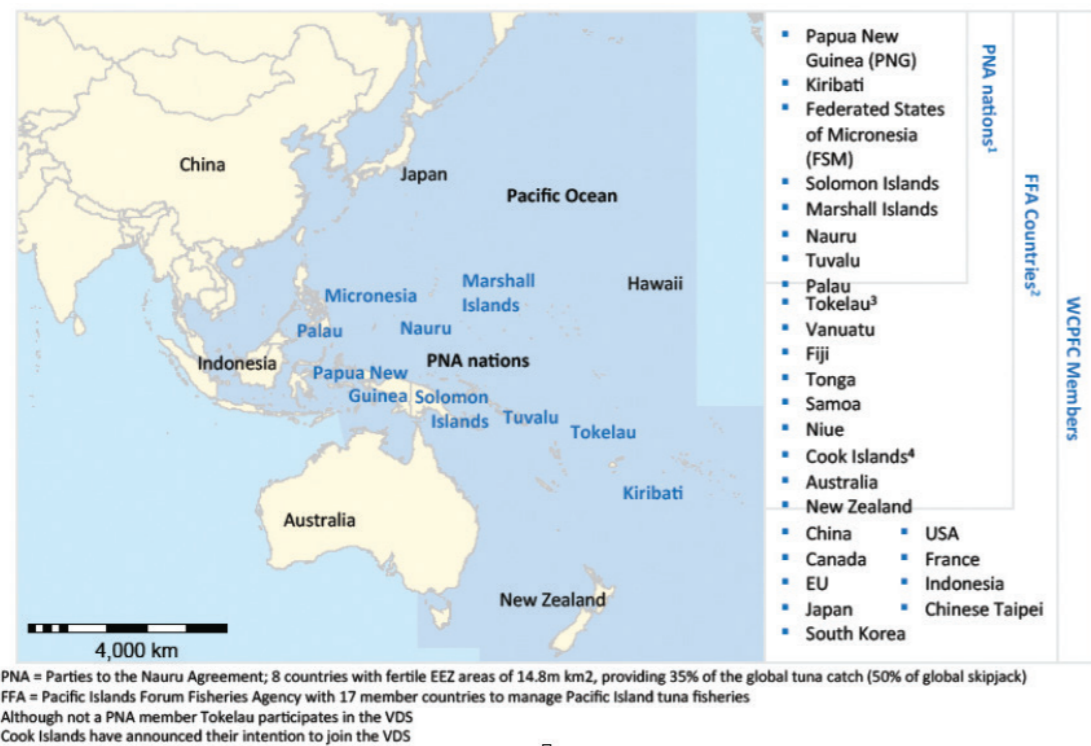 China
Japan
Pacific Ocean
Hawaii
Marshall
Islands
Micronesia
Palau
Nauru
PNA nations
Indonesia
Papua New
Guinea
Solomon
Islands
Tuvalu
Tokelau
Kiribati
Australia
New Zealand
4,000 km
Papua New
Guinea (PNG)
Kiribati
Federated States
of Micronesia
(FSM)
Solomon Islands
Marshall Islands
Nauru
Tuvalu
Palau
Tokelau³
Vanuatu
Fiji
Tonga
Samoa
Niue
Cook Islands⁴
Australia
New Zealand
China
Canada
EU
Japan
South Korea
USA
France
Indonesia
Chinese Taipei
PNA nations¹
FFA Countries²
WCPFC Members
PNA = Parties to the Nauru Agreement; 8 countries with fertile EEZ areas of 14.8m km2, providing 35% of the global tuna catch (50% of global skipjack)
FFA = Pacific Islands Forum Fisheries Agency with 17 member countries to manage Pacific Island tuna fisheries
Although not a PNA member Tokelau participates in the VDS
Cook Islands have announced their intention to join the VDS